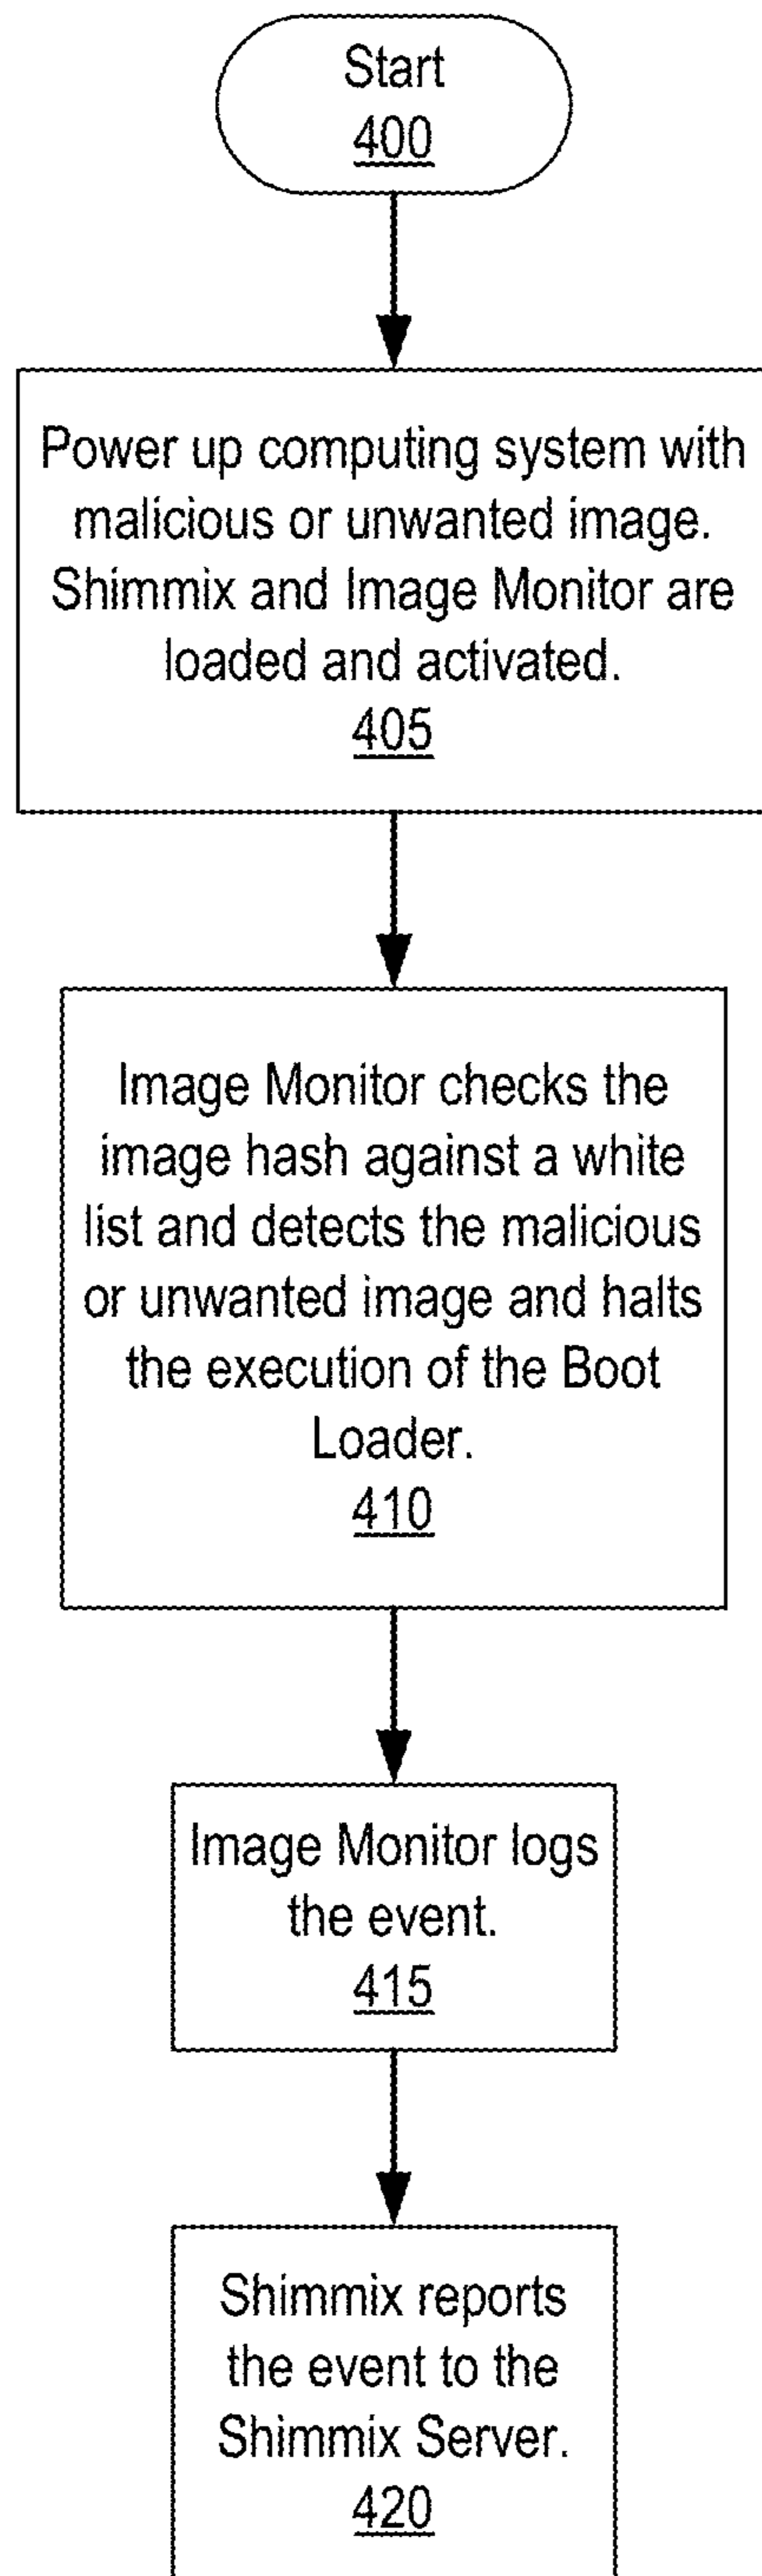 Start
400
Power up computing system with
malicious or unwanted image.
Shimmix and Image Monitor are
loaded and activated.
405
Image Monitor checks the
image hash against a white
list and detects the malicious
or unwanted image and halts
the execution of the Boot
Loader.
410
Image Monitor logs
the event.
415
Shimmix reports
the event to the
Shimmix Server.
420